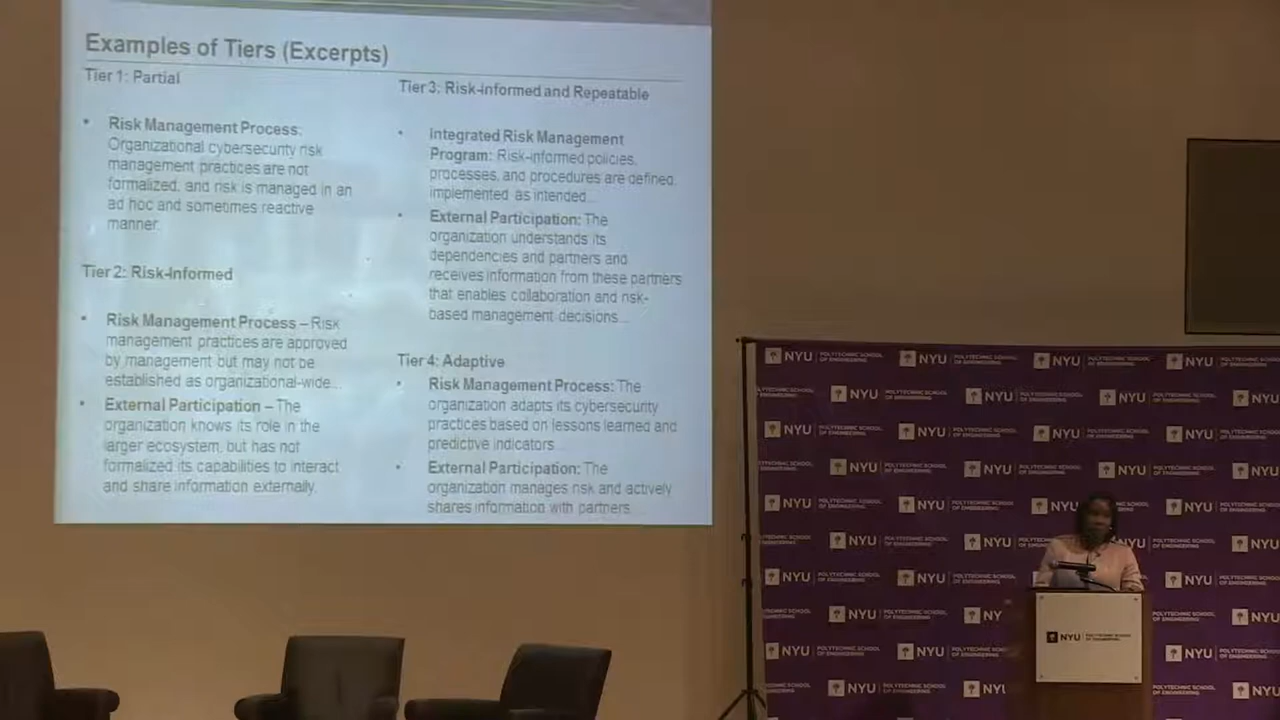 Examples of Tiers (Excerpts)
Tier 1: Partial
• Risk Management Process:
Organizational cybersecurity risk
management practices are not
formalized, and risk is managed in an
ad hoc and sometimes reactive
manner.
Tier 2: Risk-Informed
• Risk Management Process – Risk
management practices are approved
by management but may not be
established as organizational-wide...
• External Participation – The
organization knows its role in the
larger ecosystem, but has not
formalized its capabilities to interact
and share information externally.
Tier 3: Risk-informed and Repeatable
• Integrated Risk Management
Program: Risk-informed policies,
processes, and procedures are defined,
implemented as intended...
• External Participation: The
organization understands its
dependencies and partners and
receives information from these partners
that enables collaboration and risk-
based management decisions...
Tier 4: Adaptive
• Risk Management Process: The
organization adapts its cybersecurity
practices based on lessons learned and
predictive indicators...
• External Participation: The
organization manages risk and actively
shares information with partners...
NYU POLYTECHNIC SCHOOL
OF ENGINEERING
NYU POLYTECHNIC SCHOOL
OF ENGINEERING